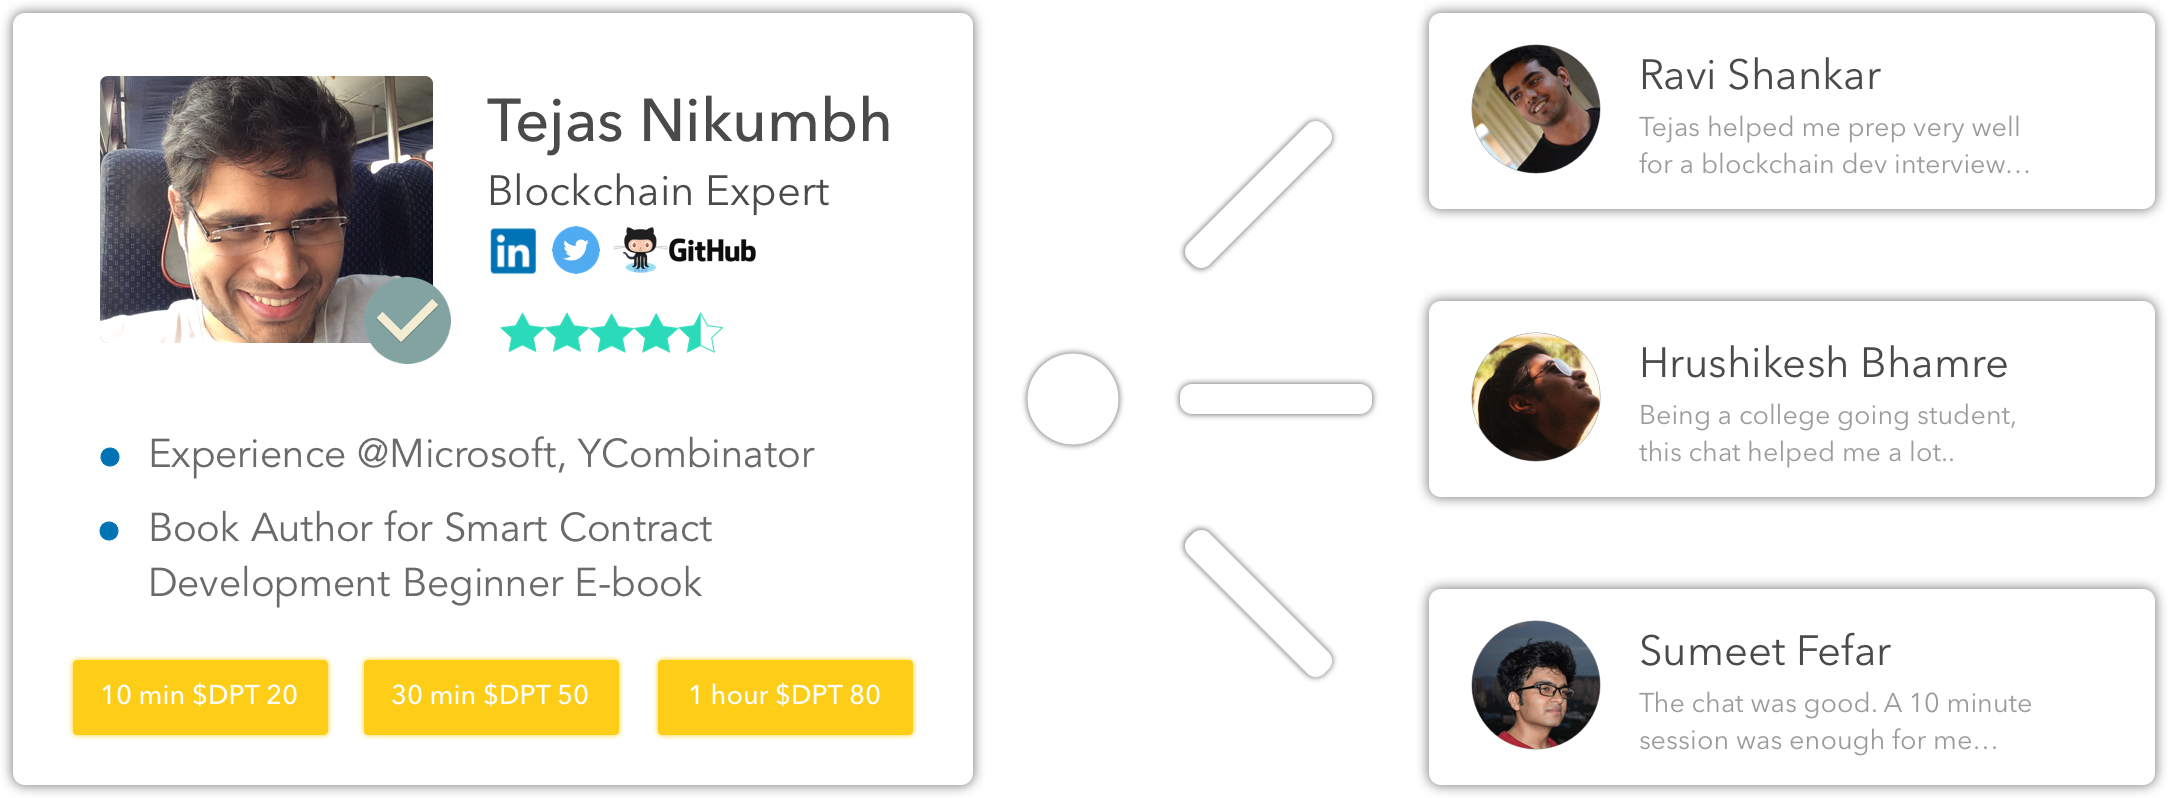 Tejas Nikumbh
Blockchain Expert
in
GitHub
Experience @Microsoft, YCombinator
Book Author for Smart Contract
Development Beginner E-book
10 min $DPT 20
30 min $DPT 50
1 hour $DPT 80
Ravi Shankar
Tejas helped me prep very well
for a blockchain dev interview...
Hrushikesh Bhamre
Being a college going student,
this chat helped me a lot..
Sumeet Fefar
The chat was good. A 10 minute
session was enough for me...